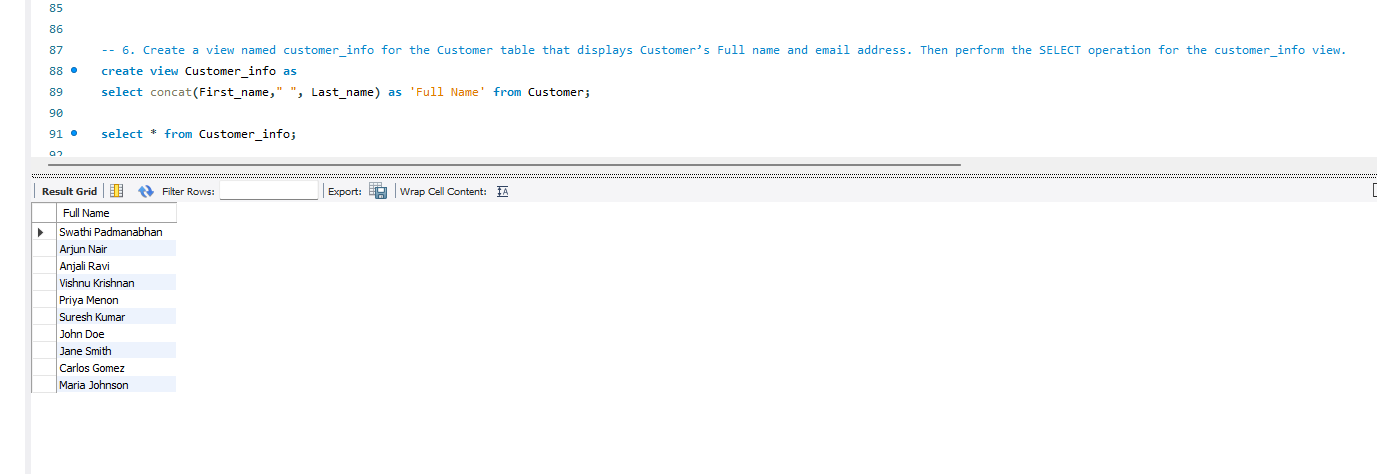 85
86
87 -- 6. Create a view named customer_info for the Customer table that displays Customer’s Full name and email address. Then perform the SELECT operation for the customer_info view.
88 create view Customer_info as
89 select concat(First_name," ", Last_name) as 'Full Name' from Customer;
90
91 select * from Customer_info;
92
Result Grid Filter Rows: Export: Wrap Cell Content: IA
Full Name
Swathi Padmanabhan
Arjun Nair
Anjali Ravi
Vishnu Krishnan
Priya Menon
Suresh Kumar
John Doe
Jane Smith
Carlos Gomez
Maria Johnson